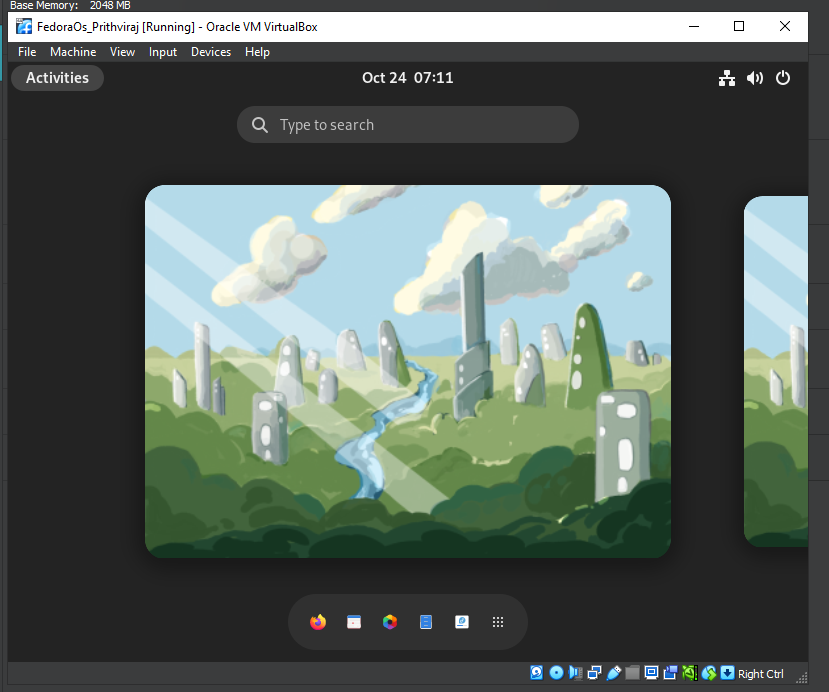 Base Memory: 2048 MB
FedoraOs_Prithviraj [Running] - Oracle VM VirtualBox
File Machine View Input Devices Help
Activities Oct 24 07:11
Type to search
Right Ctrl